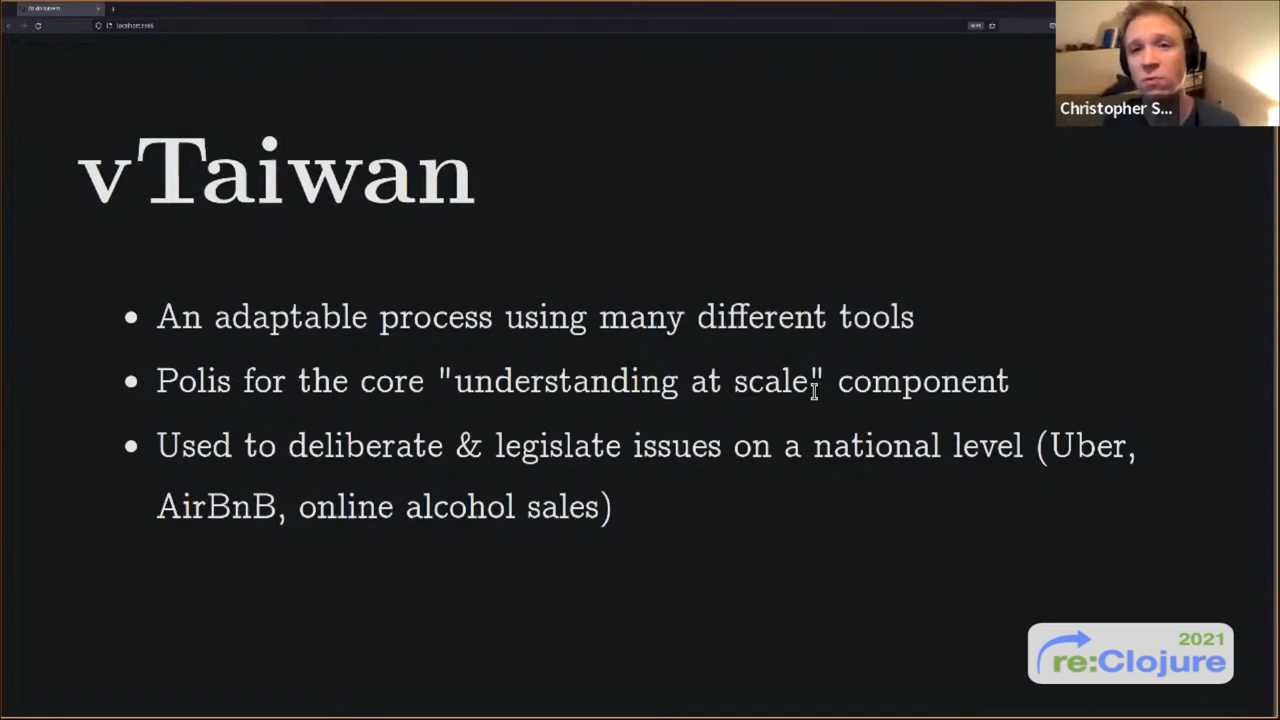 localhost
Christopher S...
vTaiwan
• An adaptable process using many different tools
• Polis for the core "understanding at scale" component
• Used to deliberate & legislate issues on a national level (Uber,
AirBnB, online alcohol sales)
2021
re:Clojure